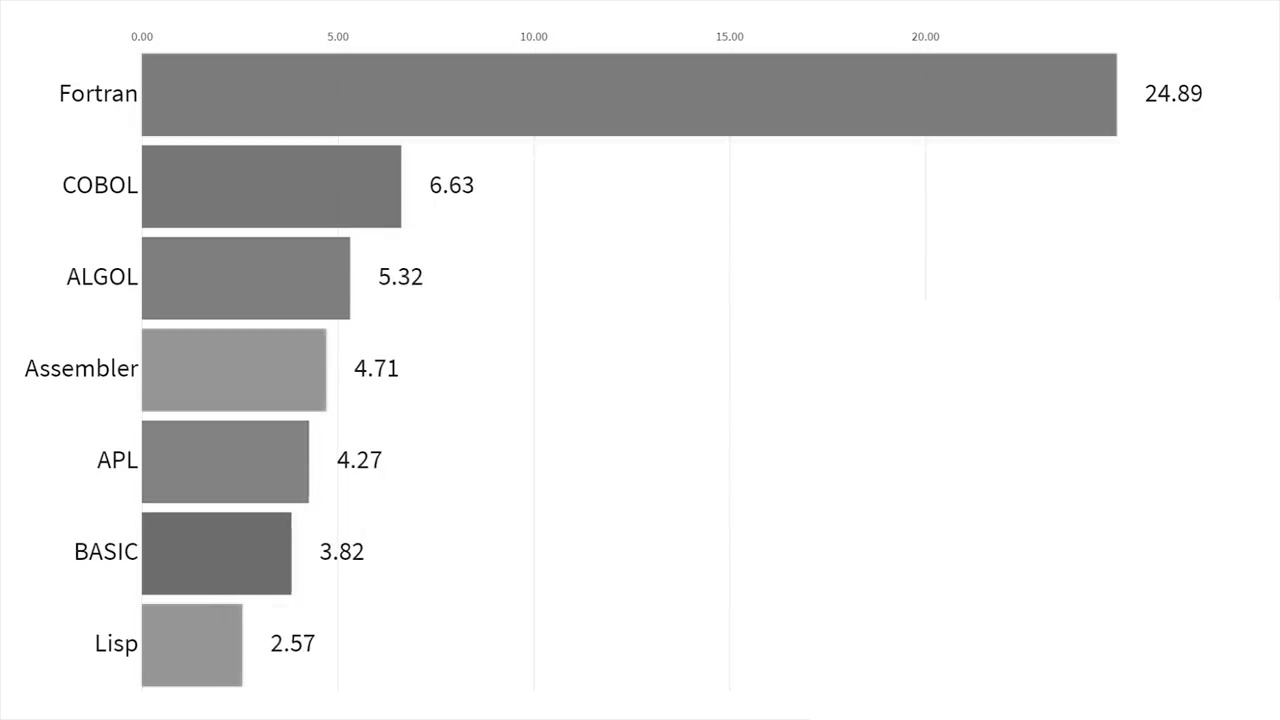 0.00 5.00 10.00 15.00 20.00
Fortran 24.89
COBOL 6.63
ALGOL 5.32
Assembler 4.71
APL 4.27
BASIC 3.82
Lisp 2.57